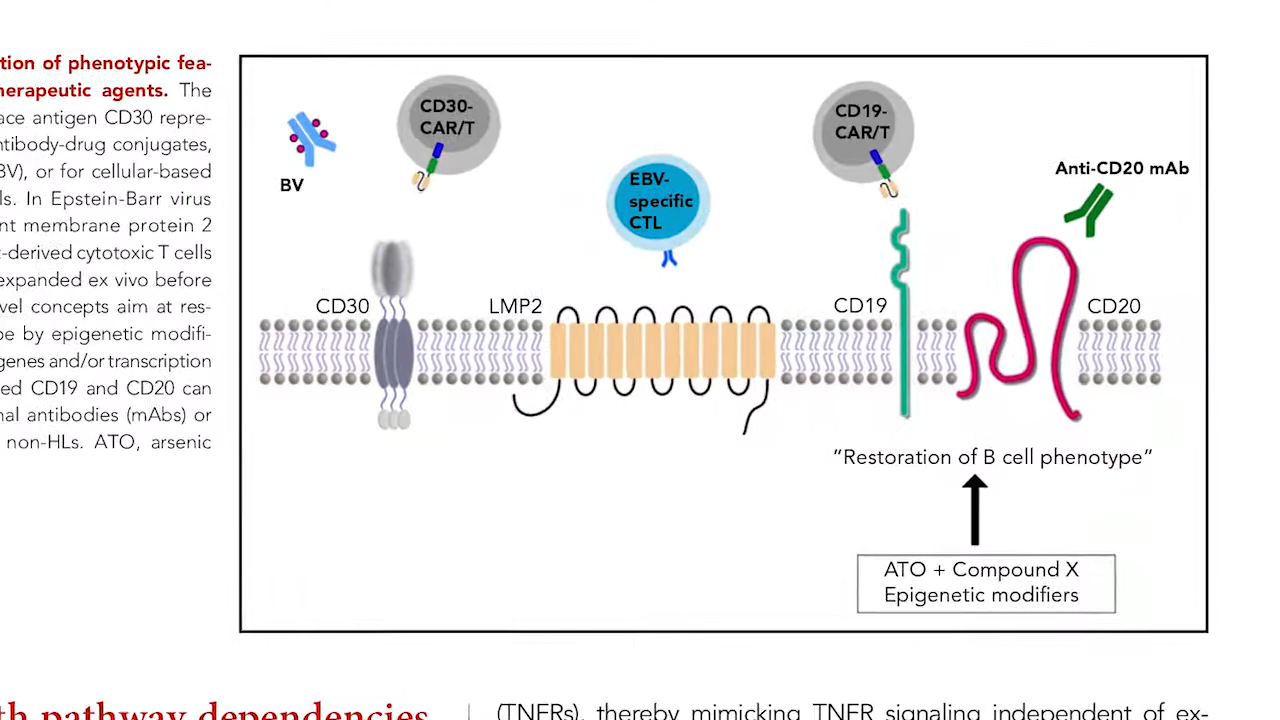 tion of phenotypic fea-
herapeutic agents. The
ace antigen CD30 repre-
ntibody-drug conjugates,
BV), or for cellular-based
ls. In Epstein-Barr virus
nt membrane protein 2
t-derived cytotoxic T cells
expanded ex vivo before
vel concepts aim at res-
pe by epigenetic modifi-
genes and/or transcription
ed CD19 and CD20 can
nal antibodies (mAbs) or
non-HLs. ATO, arsenic
CD30-
CAR/T
BV
EBV-
specific
CTL
CD19-
CAR/T
Anti-CD20 mAb
CD30
LMP2
CD19
CD20
"Restoration of B cell phenotype"
ATO + Compound X
Epigenetic modifiers
th pathway dependencies
(TNFRs), thereby mimicking TNFR signaling independent of ex-